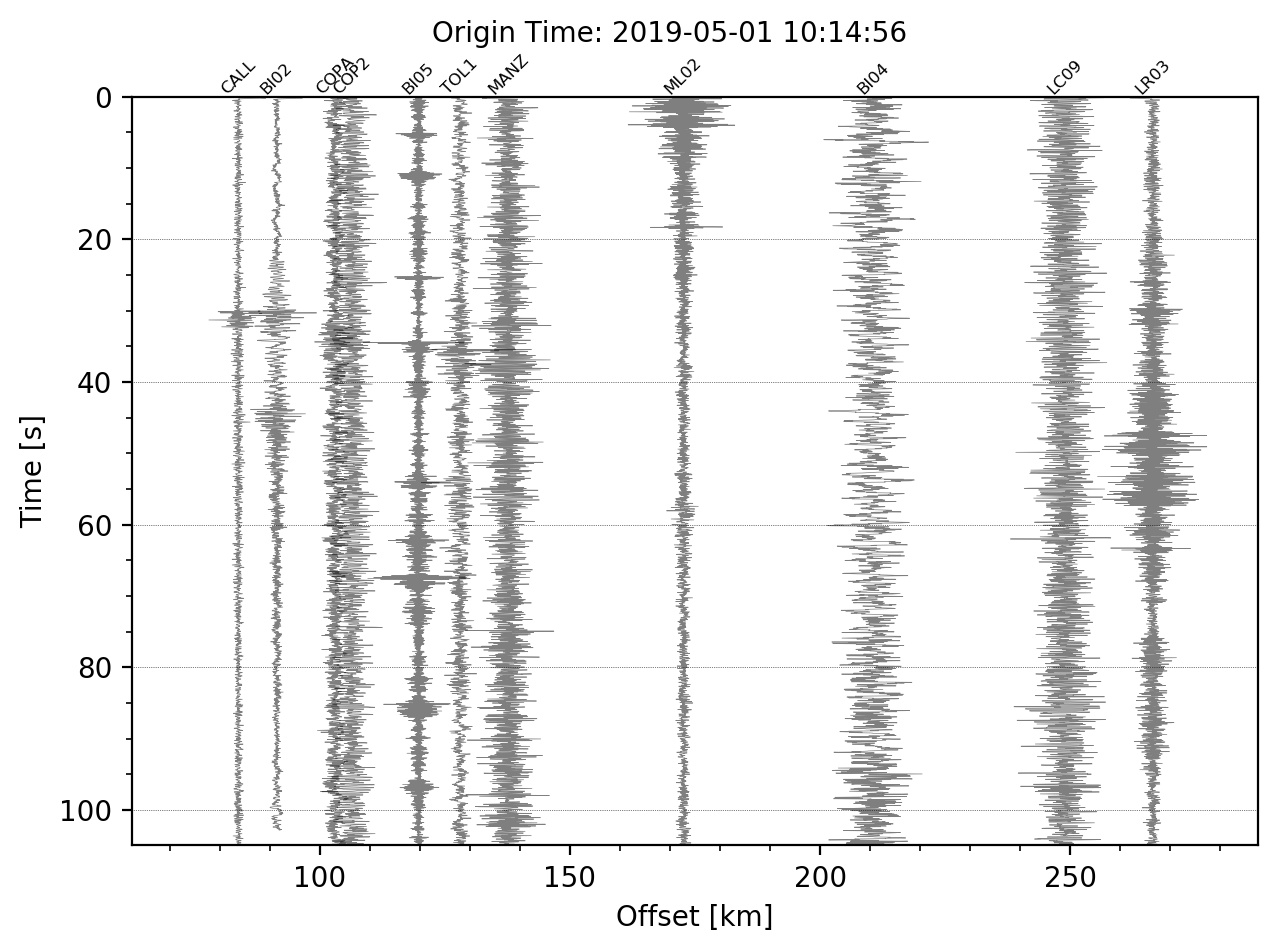 Origin Time: 2019-05-01 10:14:56
CALL BI02 COPA COP2 BI05 TOL1 MANZ ML02 BI04 LC09 LR03
0
20
40
60
80
100
Time [s]
100 150 200 250
Offset [km]